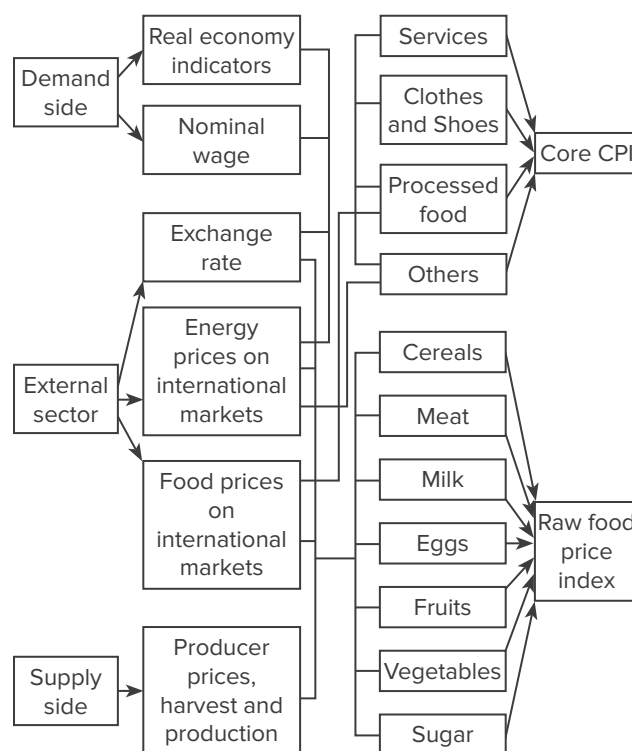 Demand
side
Real economy
indicators
Nominal
wage
External
sector
Exchange
rate
Energy
prices on
international
markets
Food prices
on
international
markets
Supply
side
Producer
prices,
harvest and
production
Services
Clothes
and Shoes
Processed
food
Others
Core CPI
Cereals
Meat
Milk
Eggs
Fruits
Vegetables
Sugar
Raw food
price
index